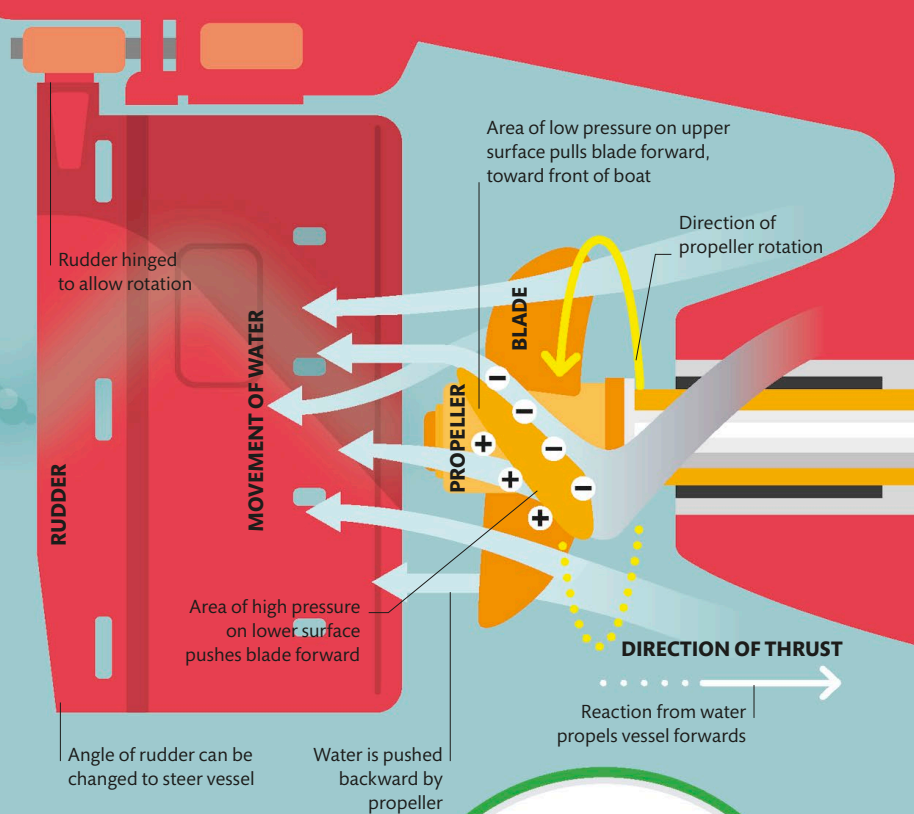 Area of low pressure on upper
surface pulls blade forward,
toward front of boat
Direction of
propeller rotation
Rudder hinged
to allow rotation
BLADE
MOVEMENT OF WATER
PROPELLER
RUDDER
Area of high pressure
on lower surface
pushes blade forward
DIRECTION OF THRUST
Reaction from water
propels vessel forwards
Angle of rudder can be
changed to steer vessel
Water is pushed
backward by
propeller